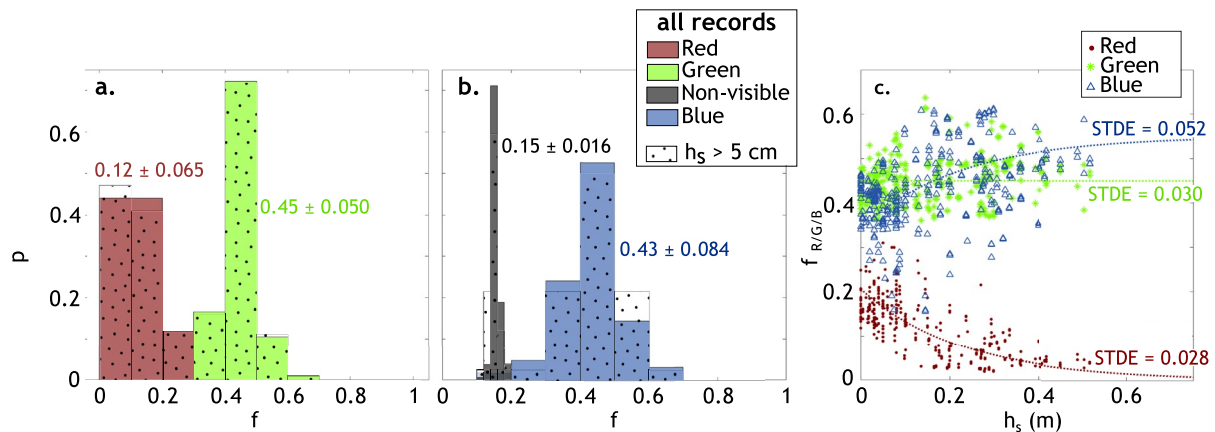 all records
Red
Green
Non-visible
Blue
hs > 5 cm
Red
Green
Blue
a.
b.
c.
0.12 ± 0.065
0.45 ± 0.050
0.15 ± 0.016
0.43 ± 0.084
STDE = 0.052
STDE = 0.030
STDE = 0.028
p
0.6
0.4
0.2
0
0 0.2 0.4 0.6 0.8 1
f
0.2 0.4 0.6 0.8 1
f
f R/G/B
0.6
0.4
0.2
0
0 0.2 0.4 0.6
hs (m)